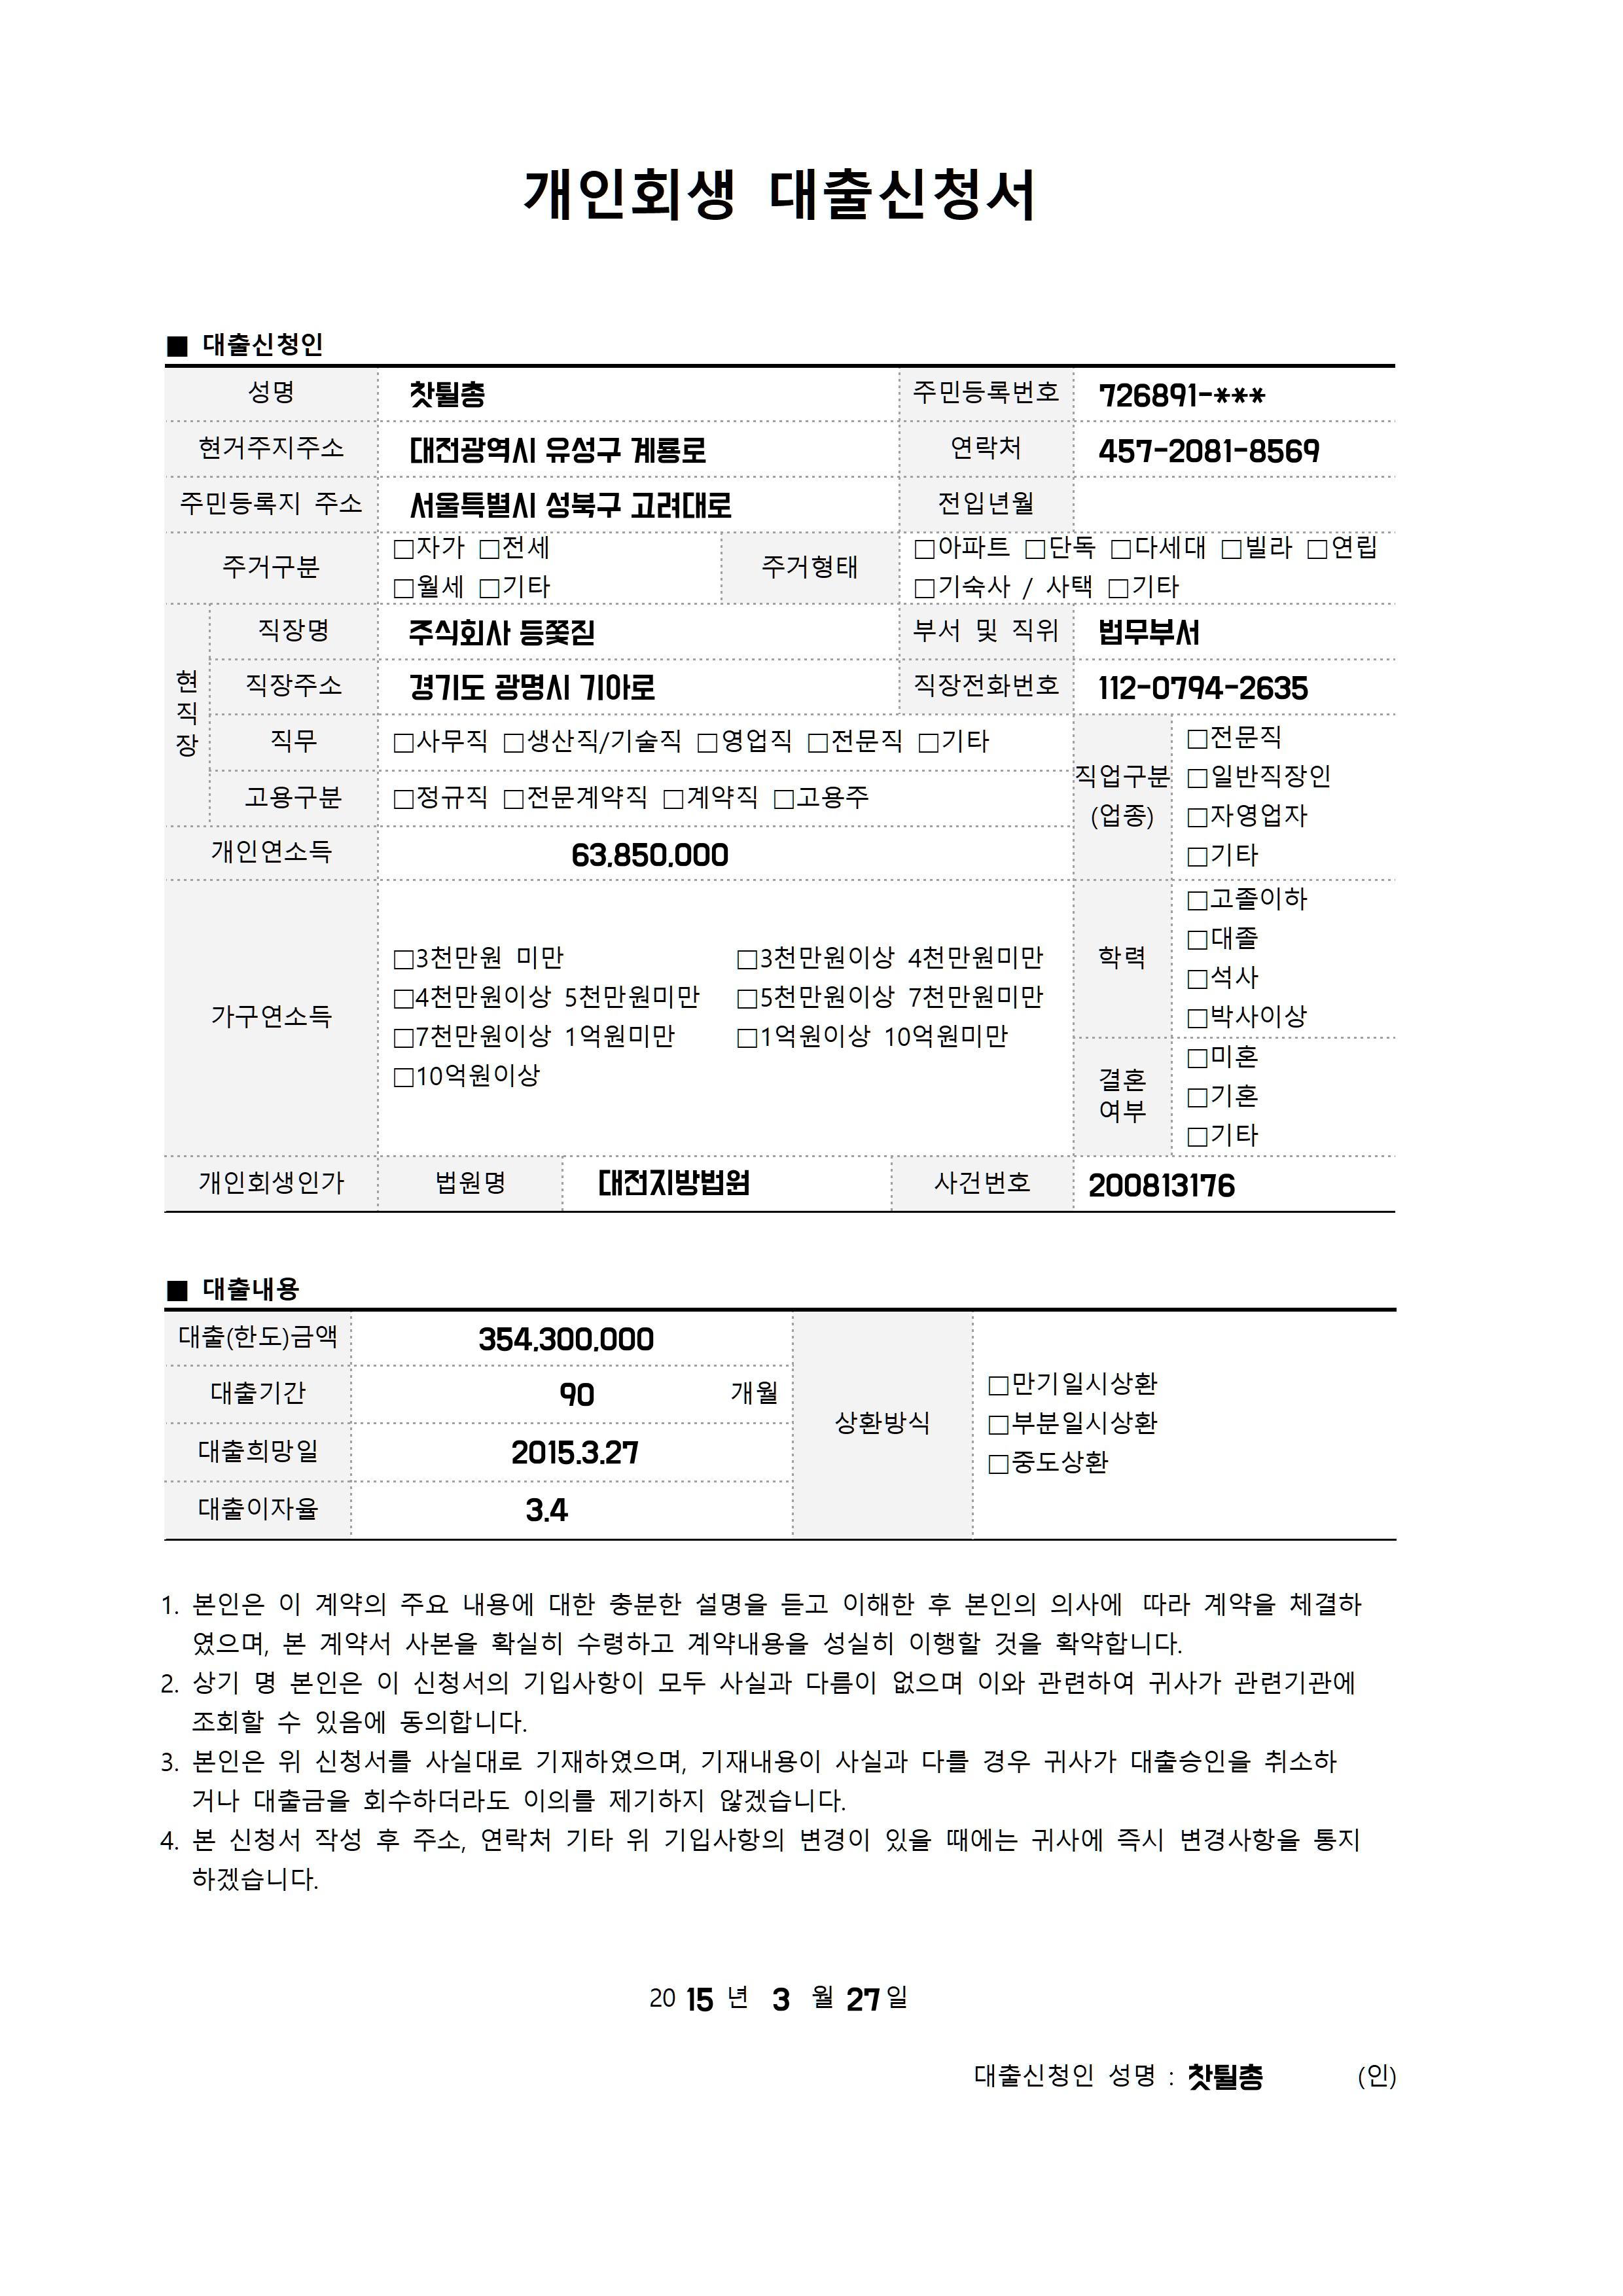 개인회생 대출신청서
■ 대출신청인
성명 찻튈총 주민등록번호 726891-***
현거주지주소 대전광역시 유성구 계룡로 연락처 457-2081-8569
주민등록지 주소 서울특별시 성북구 고려대로 전입년월
주거구분 □자가 □전세 □월세 □기타 주거형태 □아파트 □단독 □다세대 □빌라 □연립 □기숙사 / 사택 □기타
현직장
직장명 주식회사 등쫓짇 부서 및 직위 법무부서
직장주소 경기도 광명시 기아로 직장전화번호 112-0794-2635
직무 □사무직 □생산직/기술직 □영업직 □전문직 □기타
고용구분 □정규직 □전문계약직 □계약직 □고용주
직업구분
(업종)
□전문직
□일반직장인
□자영업자
□기타
개인연소득 63,850,000
가구연소득
□3천만원 미만 □3천만원이상 4천만원미만
□4천만원이상 5천만원미만 □5천만원이상 7천만원미만
□7천만원이상 1억원미만 □1억원이상 10억원미만
□10억원이상
학력
□고졸이하
□대졸
□석사
□박사이상
결혼
여부
□미혼
□기혼
□기타
개인회생인가 법원명 대전지방법원 사건번호 200813176
■ 대출내용
대출(한도)금액 354,300,000
대출기간 90 개월
대출희망일 2015.3.27
대출이자율 3.4
상환방식
□만기일시상환
□부분일시상환
□중도상환
1. 본인은 이 계약의 주요 내용에 대한 충분한 설명을 듣고 이해한 후 본인의 의사에 따라 계약을 체결하
였으며, 본 계약서 사본을 확실히 수령하고 계약내용을 성실히 이행할 것을 확약합니다.
2. 상기 명 본인은 이 신청서의 기입사항이 모두 사실과 다름이 없으며 이와 관련하여 귀사가 관련기관에
조회할 수 있음에 동의합니다.
3. 본인은 위 신청서를 사실대로 기재하였으며, 기재내용이 사실과 다를 경우 귀사가 대출승인을 취소하
거나 대출금을 회수하더라도 이의를 제기하지 않겠습니다.
4. 본 신청서 작성 후 주소, 연락처 기타 위 기입사항의 변경이 있을 때에는 귀사에 즉시 변경사항을 통지
하겠습니다.
20 15 년 3 월 27 일
대출신청인 성명 : 찻튈총 (인)